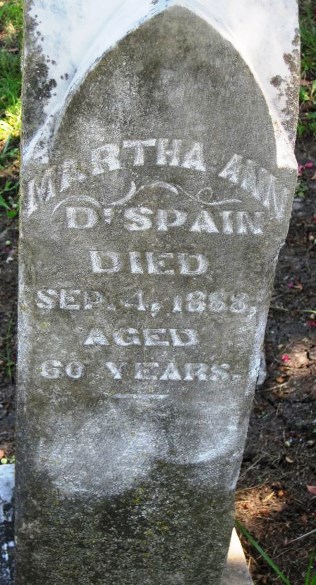 MARTHA ANN
D'SPAIN
DIED
SEP. 4, 1888,
AGED
60 YEARS.